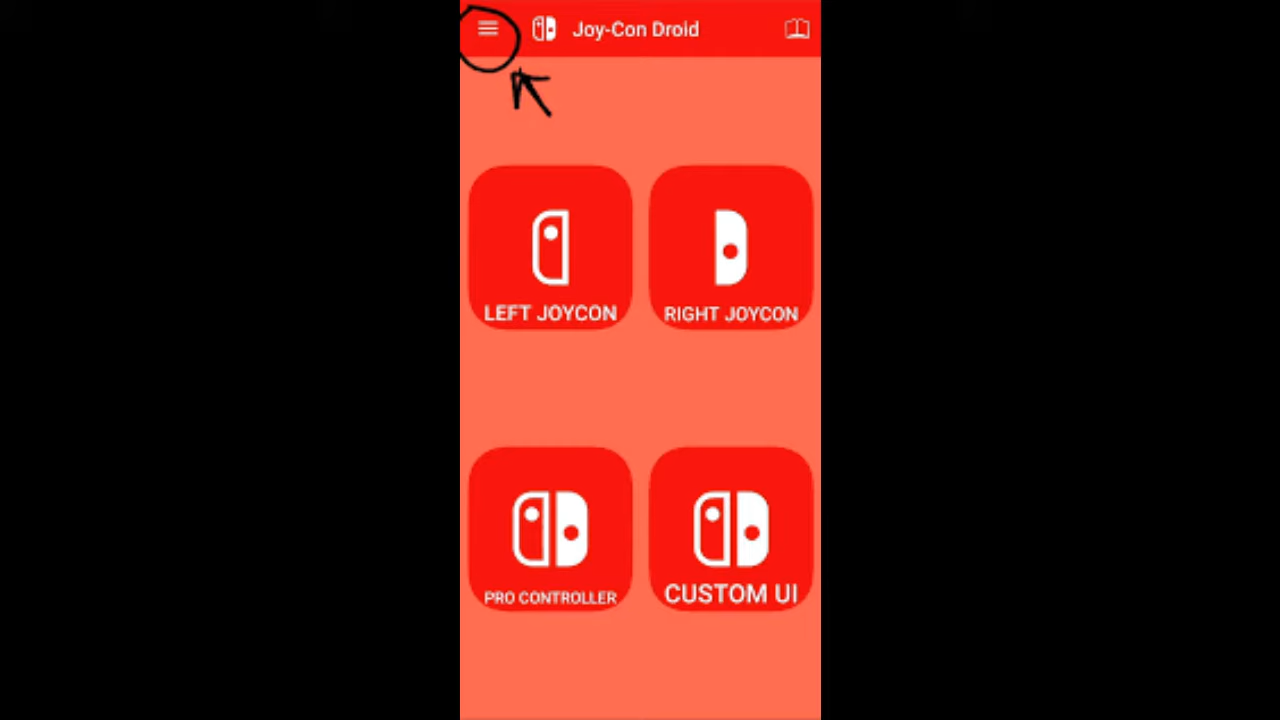 Joy-Con Droid
LEFT JOYCON
RIGHT JOYCON
PRO CONTROLLER
CUSTOM UI